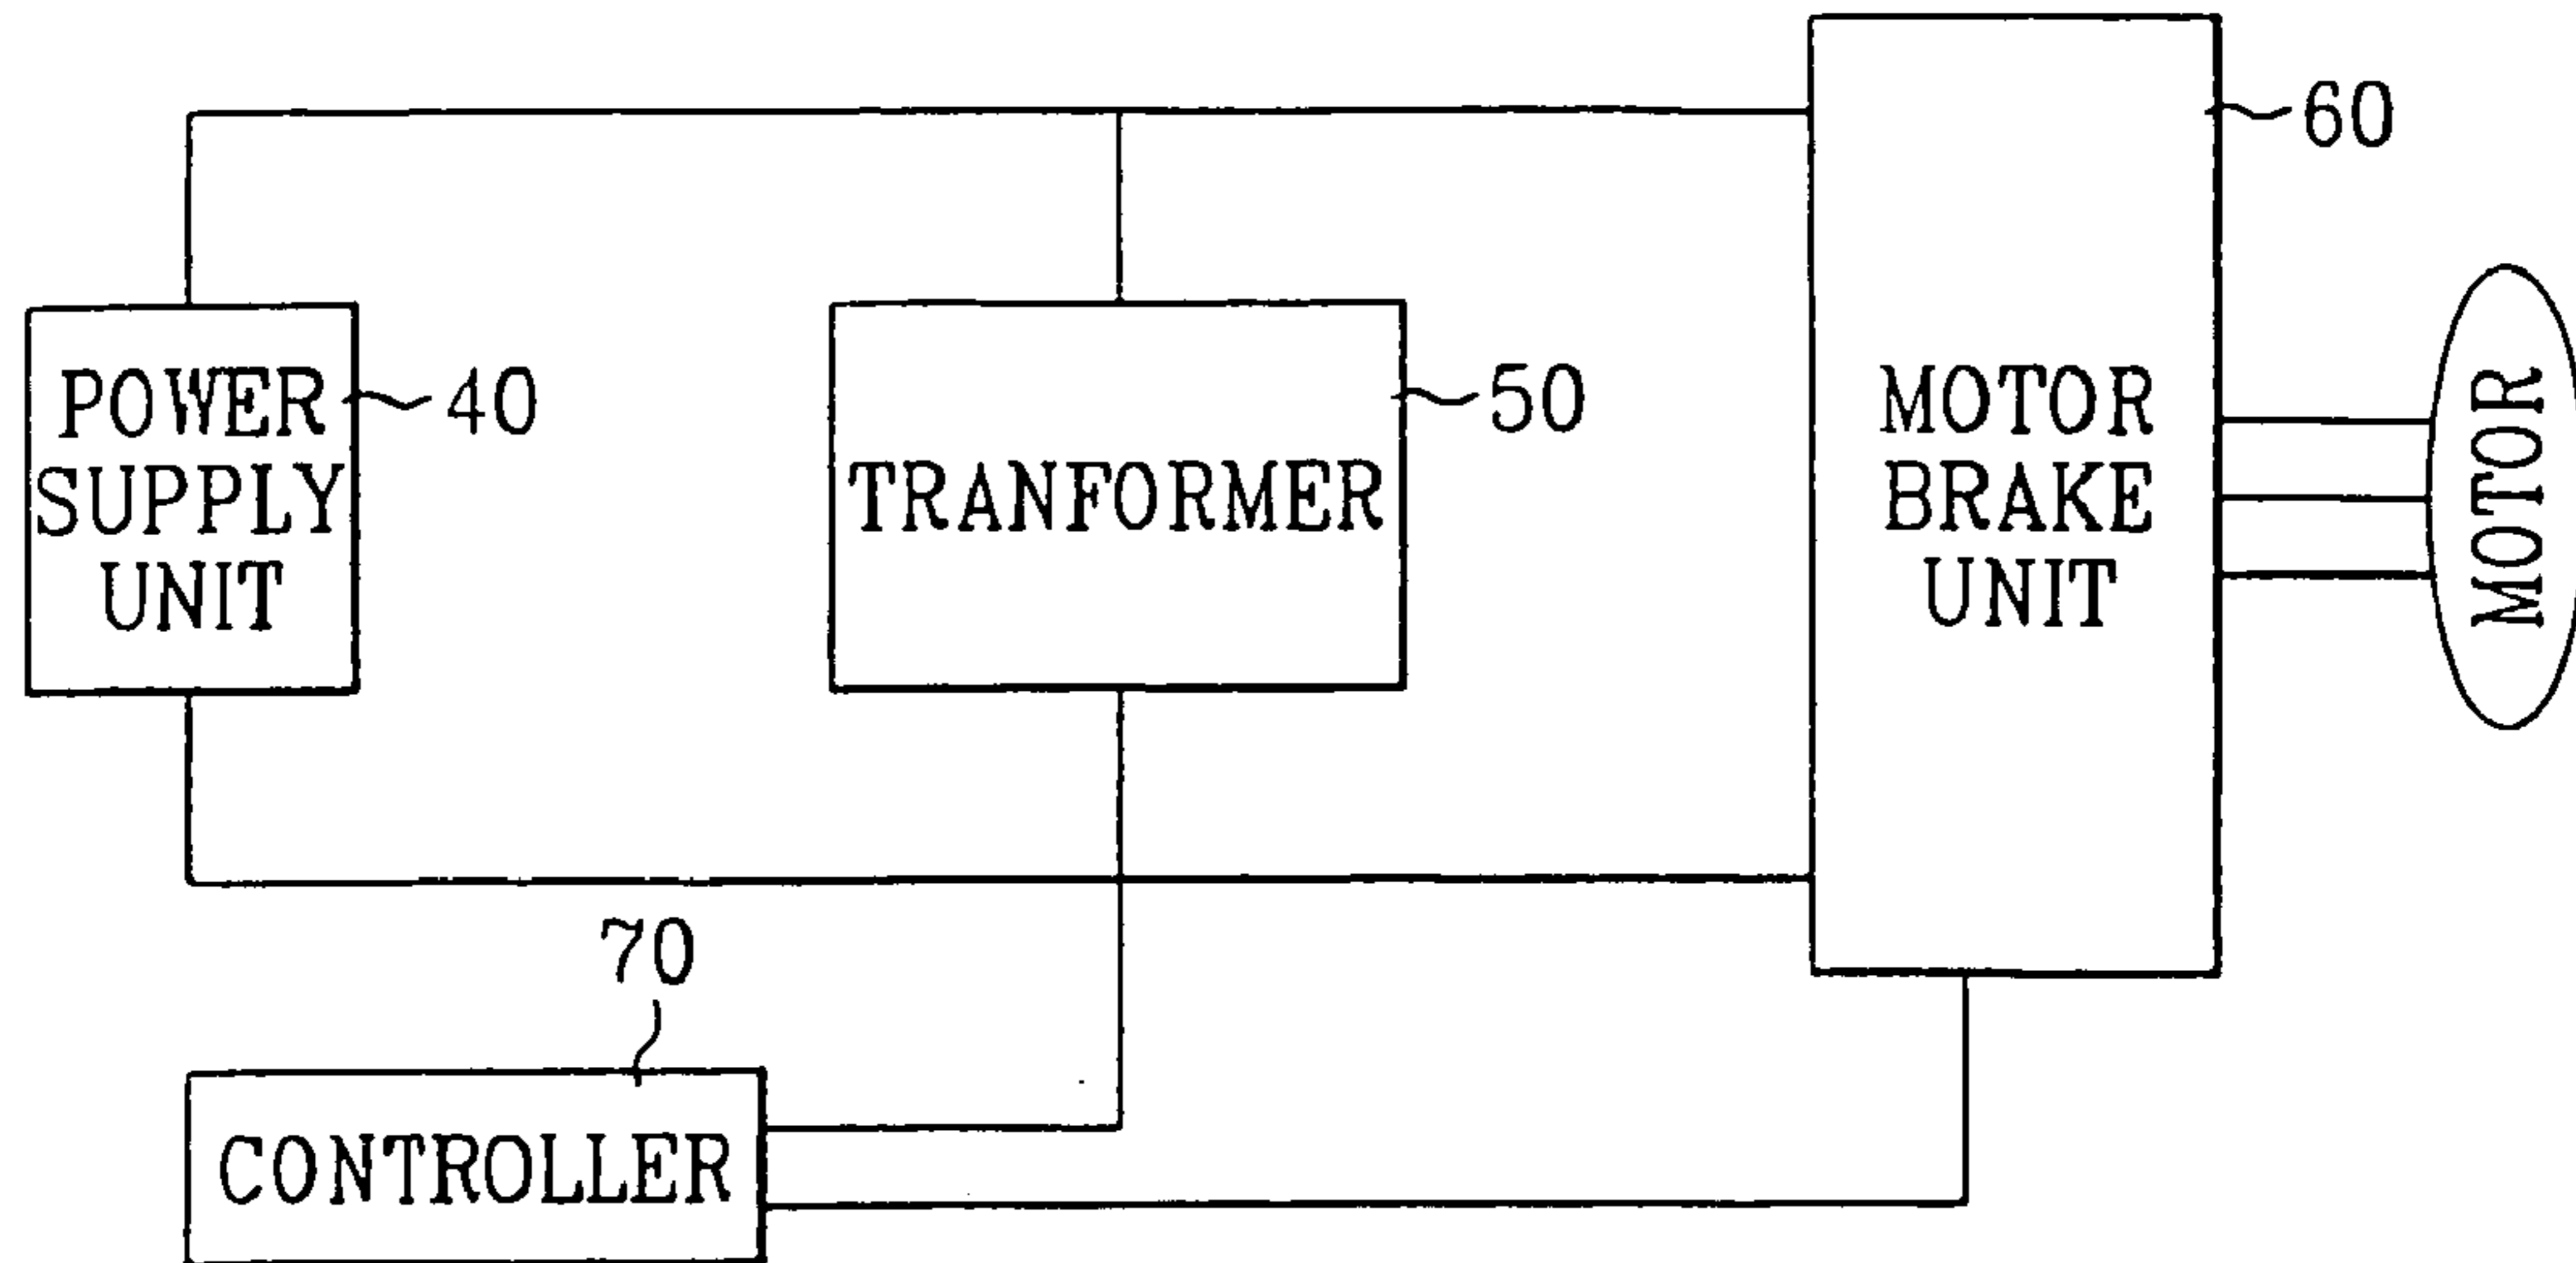 60
POWER
SUPPLY
UNIT
40
TRANFORMER
50
MOTOR
BRAKE
UNIT
MOTOR
70
CONTROLLER